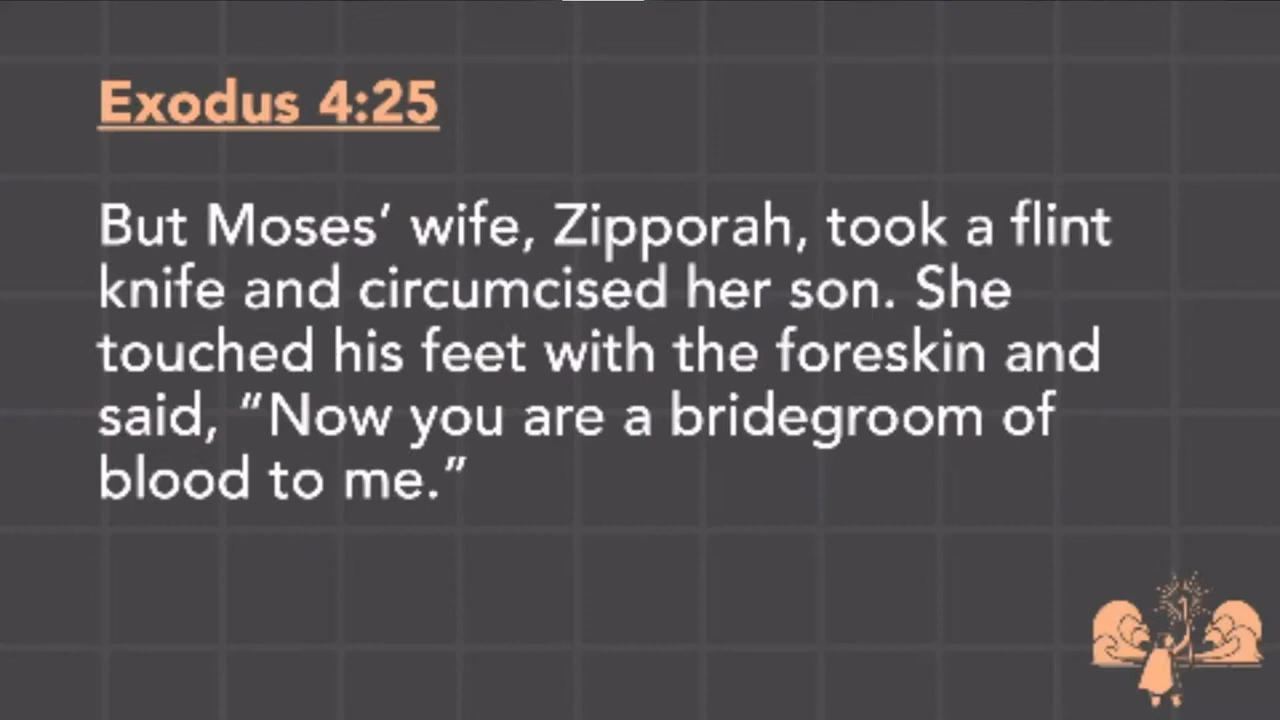 Exodus 4:25
But Moses’ wife, Zipporah, took a flint
knife and circumcised her son. She
touched his feet with the foreskin and
said, “Now you are a bridegroom of
blood to me.”